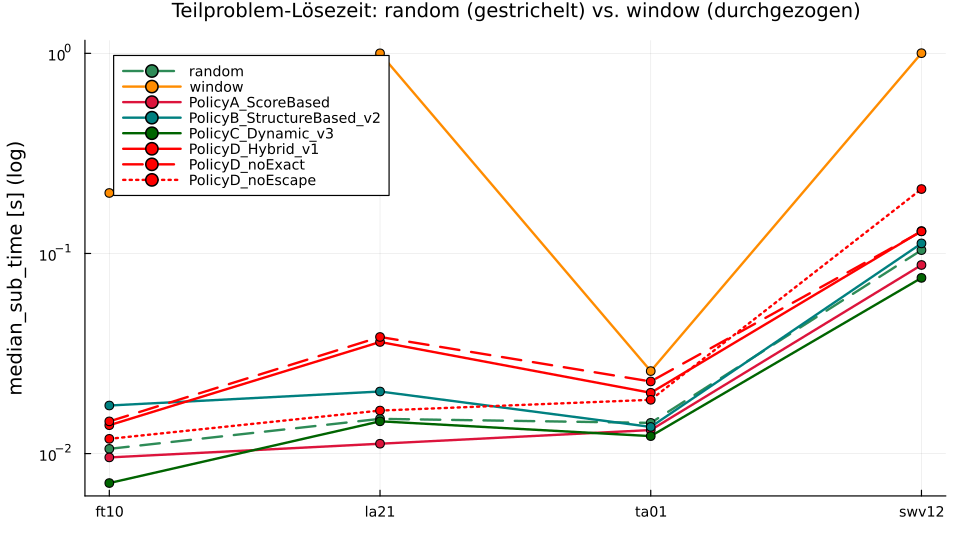 Teilproblem-Lösezeit: random (gestrichelt) vs. window (durchgezogen)
median_sub_time [s] (log)
10⁰
10⁻¹
10⁻²
random
window
PolicyA_ScoreBased
PolicyB_StructureBased_v2
PolicyC_Dynamic_v3
PolicyD_Hybrid_v1
PolicyD_noExact
PolicyD_noEscape
ft10 la21 ta01 swv12